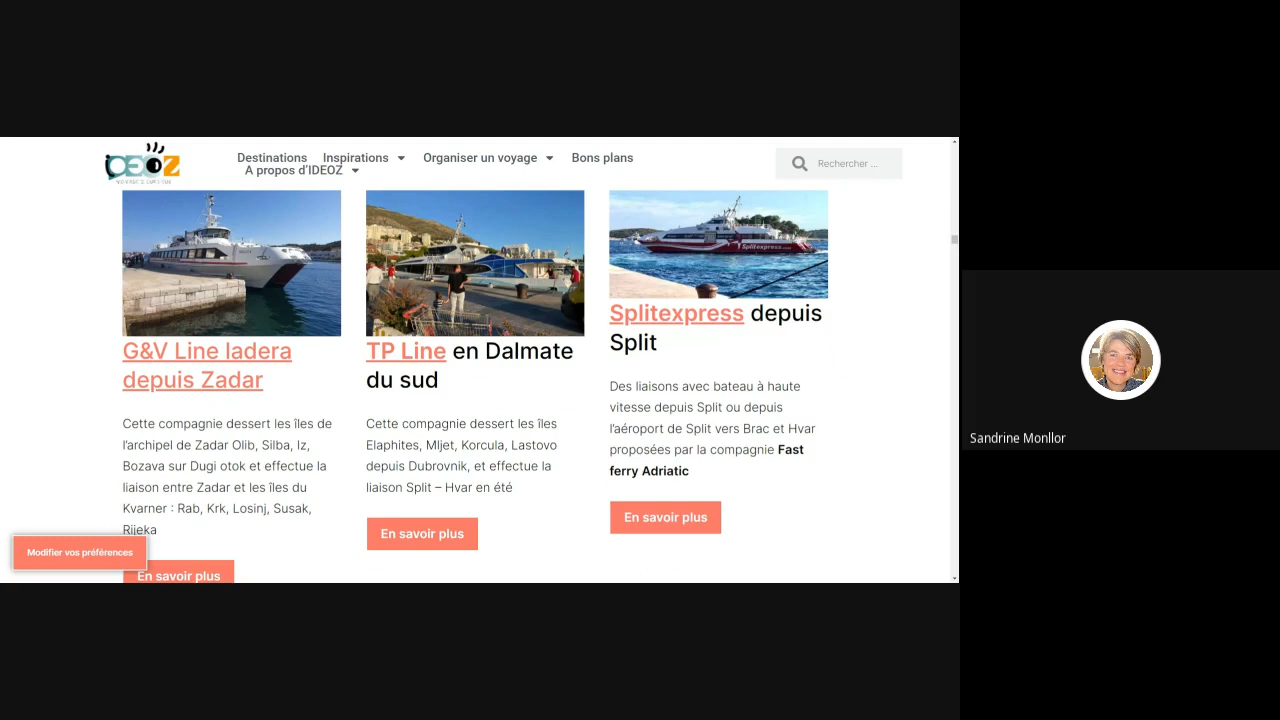 IDEOZ
Destinations Inspirations Organiser un voyage Bons plans
A propos d'IDEOZ
Rechercher ...
Splitexpress.com
G&V Line Iadera
depuis Zadar
Cette compagnie dessert les îles de
l'archipel de Zadar Olib, Silba, Iz,
Bozava sur Dugi otok et effectue la
liaison entre Zadar et les îles du
Kvarner : Rab, Krk, Losinj, Susak,
Rijeka
En savoir plus
TP Line en Dalmate
du sud
Cette compagnie dessert les îles
Elaphites, Mljet, Korcula, Lastovo
depuis Dubrovnik, et effectue la
liaison Split – Hvar en été
En savoir plus
Splitexpress depuis
Split
Des liaisons avec bateau à haute
vitesse depuis Split ou depuis
l'aéroport de Split vers Brac et Hvar
proposées par la compagnie Fast
ferry Adriatic
En savoir plus
Modifier vos préférences
Sandrine Monllor